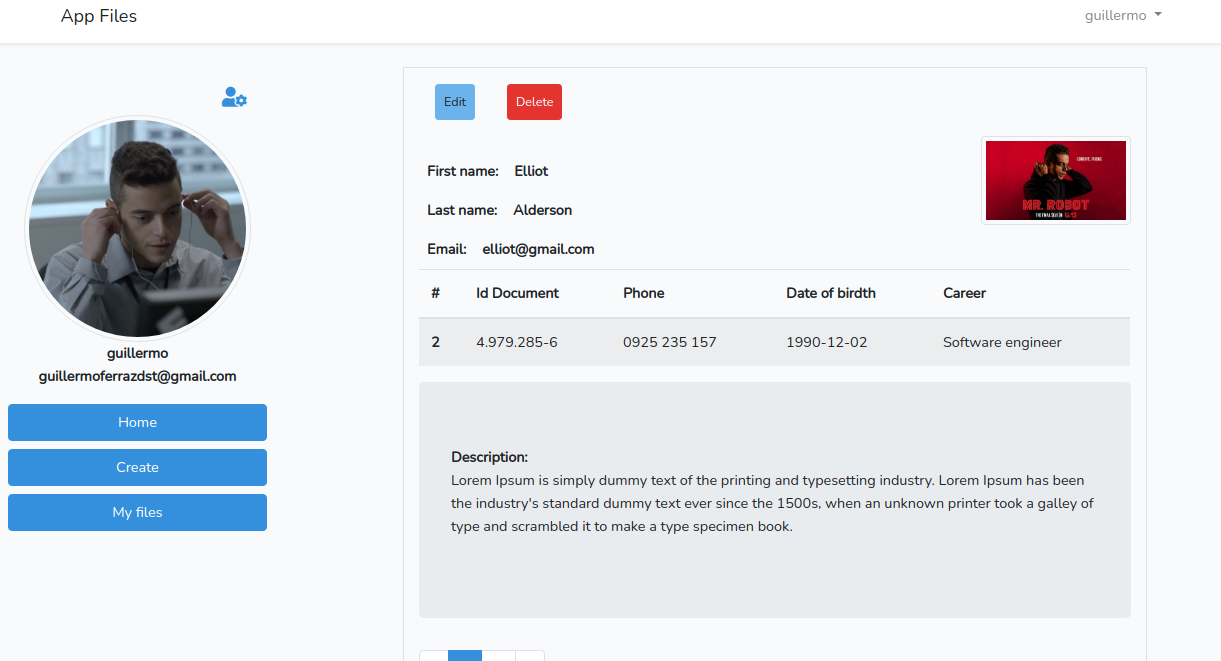 App Files
guillermo
Edit
Delete
First name: Elliot
Last name: Alderson
Email: elliot@gmail.com
MR. ROBOT
# Id Document Phone Date of birdth Career
2 4.979.285-6 0925 235 157 1990-12-02 Software engineer
guillermo
guillermoferrazdst@gmail.com
Home
Create
My files
Description:
Lorem Ipsum is simply dummy text of the printing and typesetting industry. Lorem Ipsum has been
the industry's standard dummy text ever since the 1500s, when an unknown printer took a galley of
type and scrambled it to make a type specimen book.